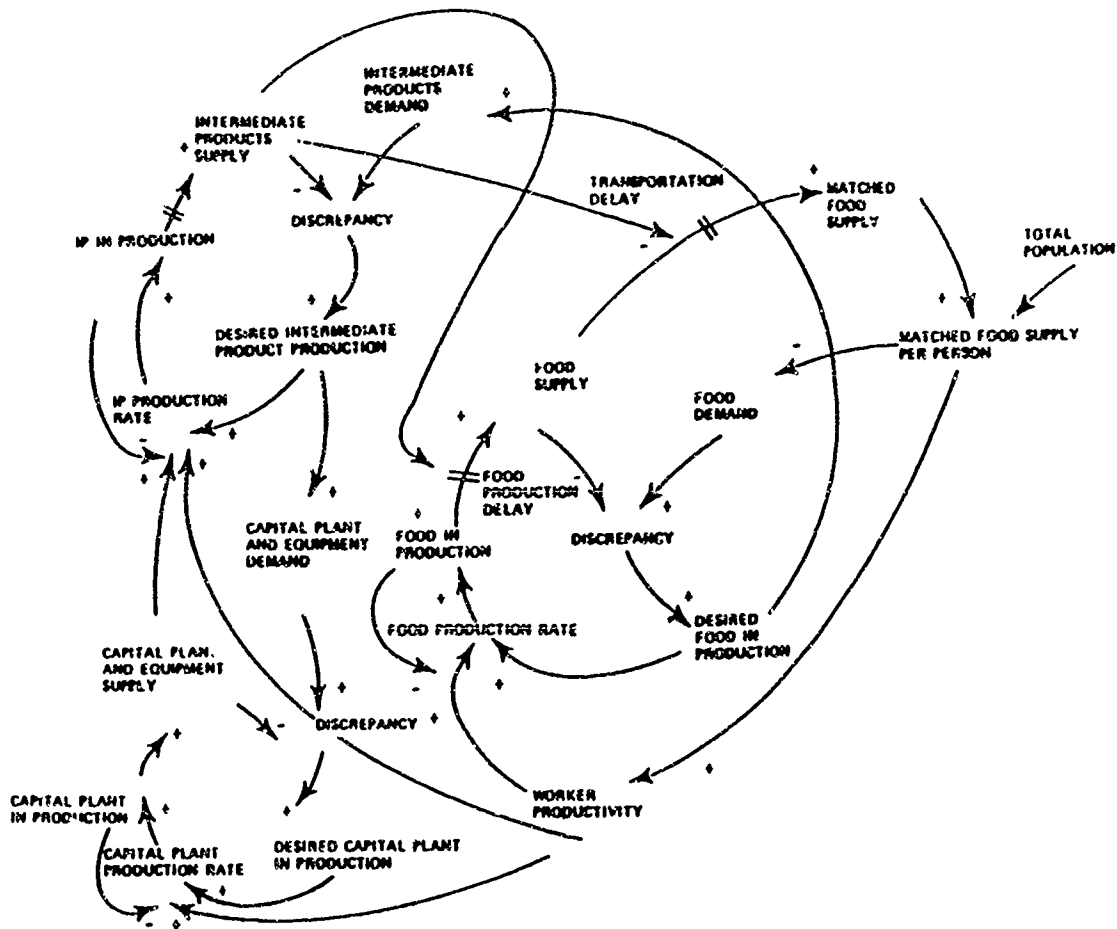 INTERMEDIATE
PRODUCTS
DEMAND
INTERMEDIATE
PRODUCTS
SUPPLY
TRANSPORTATION
DELAY
MATCHED
FOOD
SUPPLY
DISCREPANCY
IP IN PRODUCTION
TOTAL
POPULATION
DESIRED INTERMEDIATE
PRODUCT PRODUCTION
MATCHED FOOD SUPPLY
PER PERSON
FOOD
SUPPLY
FOOD
DEMAND
IP PRODUCTION
RATE
FOOD
PRODUCTION
DELAY
CAPITAL PLANT
AND EQUIPMENT
DEMAND
FOOD IN
PRODUCTION
DISCREPANCY
FOOD PRODUCTION RATE
DESIRED
FOOD IN
PRODUCTION
CAPITAL PLAN.
AND EQUIPMENT
SUPPLY
DISCREPANCY
CAPITAL PLANT
IN PRODUCTION
WORKER
PRODUCTIVITY
CAPITAL PLANT
PRODUCTION RATE
DESIRED CAPITAL PLANT
IN PRODUCTION